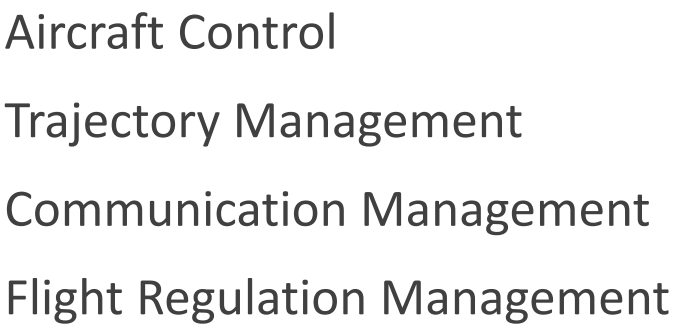 Aircraft Control
Trajectory Management
Communication Management
Flight Regulation Management